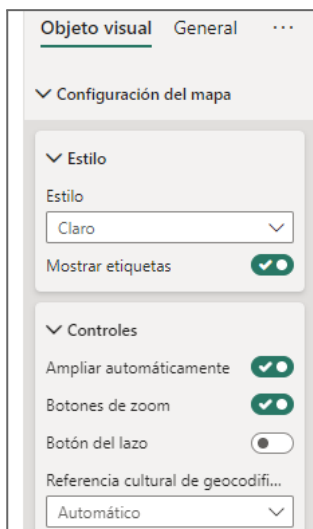 Objeto visual General ...
Configuración del mapa
Estilo
Estilo
Claro
Mostrar etiquetas
Controles
Ampliar automáticamente
Botones de zoom
Botón del lazo
Referencia cultural de geocodifi...
Automático